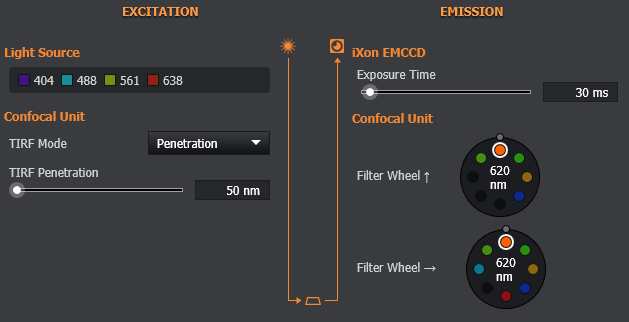 EXCITATION
EMISSION
Light Source
404 488 561 638
Confocal Unit
TIRF Mode Penetration
TIRF Penetration
50 nm
iXon EMCCD
Exposure Time
30 ms
Confocal Unit
Filter Wheel ↑
620
nm
Filter Wheel →
620
nm